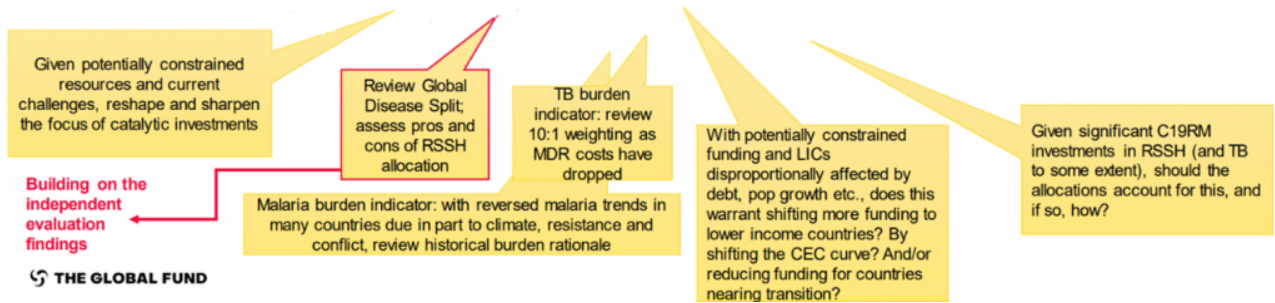 Given potentially constrained
resources and current
challenges, reshape and sharpen
the focus of catalytic investments
Review Global
Disease Split;
assess pros and
cons of RSSH
allocation
TB burden
indicator: review
10:1 weighting as
MDR costs have
dropped
With potentially constrained
funding and LICs
disproportionally affected by
debt, pop growth etc., does this
warrant shifting more funding to
lower income countries? By
shifting the CEC curve? And/or
reducing funding for countries
nearing transition?
Given significant C19RM
investments in RSSH (and TB
to some extent), should the
allocations account for this, and
if so, how?
Building on the
independent
evaluation
findings
Malaria burden indicator: with reversed malaria trends in
many countries due in part to climate, resistance and
conflict, review historical burden rationale
THE GLOBAL FUND